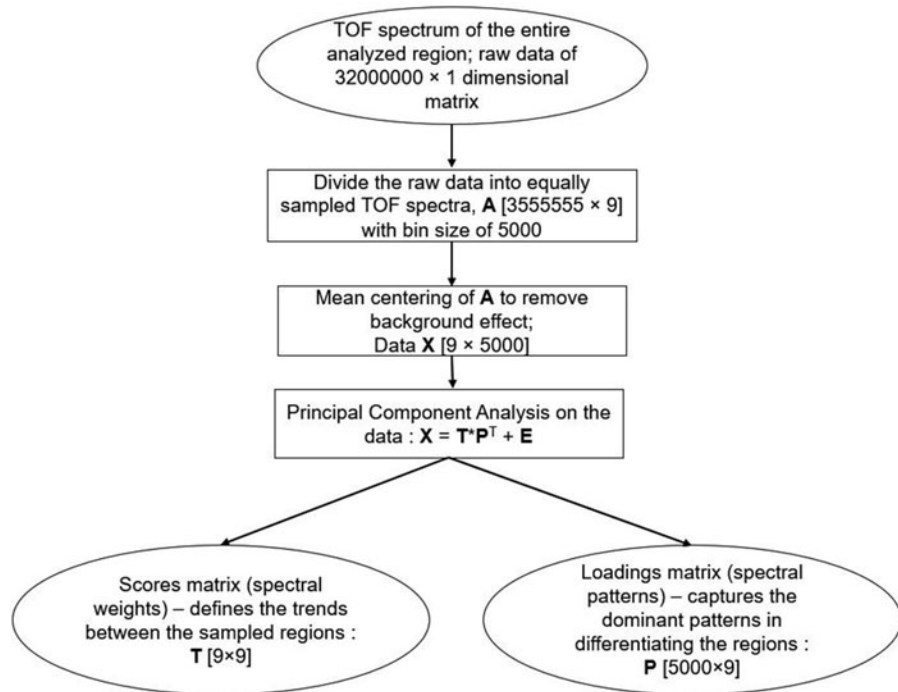 TOF spectrum of the entire
analyzed region; raw data of
32000000 × 1 dimensional
matrix
Divide the raw data into equally
sampled TOF spectra, A [3555555 × 9]
with bin size of 5000
Mean centering of A to remove
background effect;
Data X [9 × 5000]
Principal Component Analysis on the
data : X = T*Pᵀ + E
Scores matrix (spectral
weights) – defines the trends
between the sampled regions :
T [9×9]
Loadings matrix (spectral
patterns) – captures the
dominant patterns in
differentiating the regions :
P [5000×9]